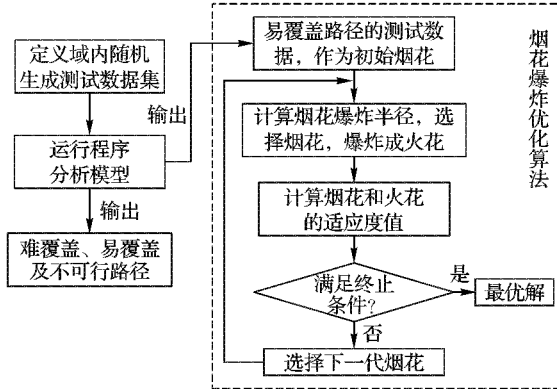 定义域内随机
生成测试数据集
输出
运行程序
分析模型
输出
难覆盖、易覆盖
及不可行路径
易覆盖路径的测试数
据，作为初始烟花
计算烟花爆炸半径，选
择烟花，爆炸成火花
计算烟花和火花
的适应度值
满足终止
条件?
是
最优解
否
选择下一代烟花
烟花爆炸优化算法